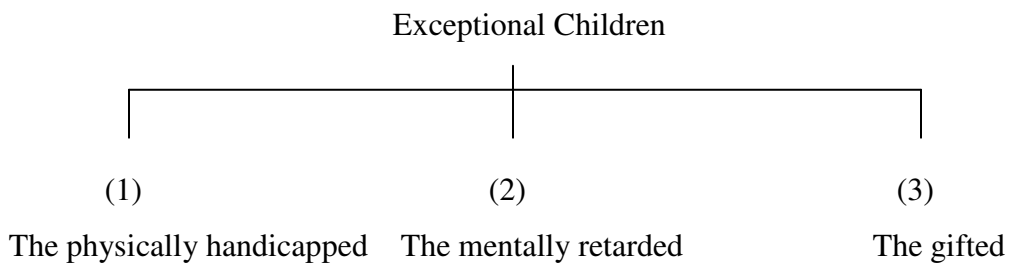 Exceptional Children
(1) (2) (3)
The physically handicapped The mentally retarded The gifted